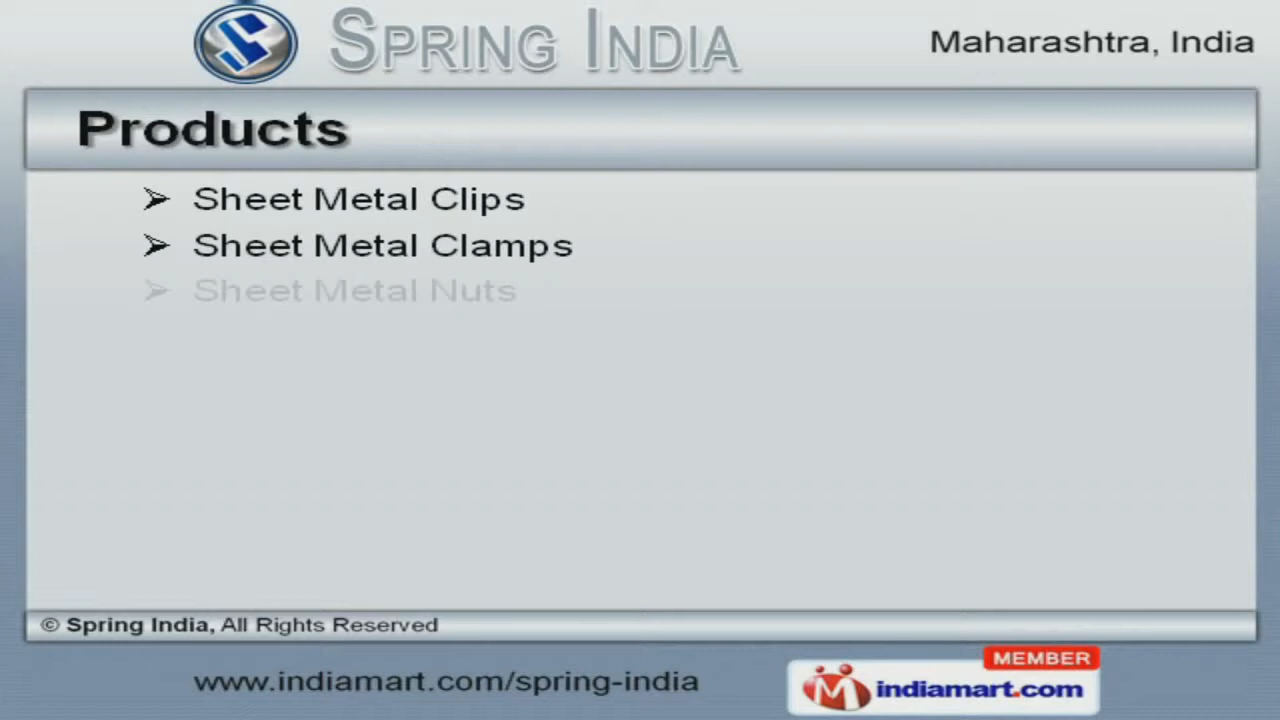 SPRING INDIA
Maharashtra, India
Products
➢ Sheet Metal Clips
➢ Sheet Metal Clamps
➢ Sheet Metal Nuts
© Spring India, All Rights Reserved
www.indiamart.com/spring-india
MEMBER
indiamart.com